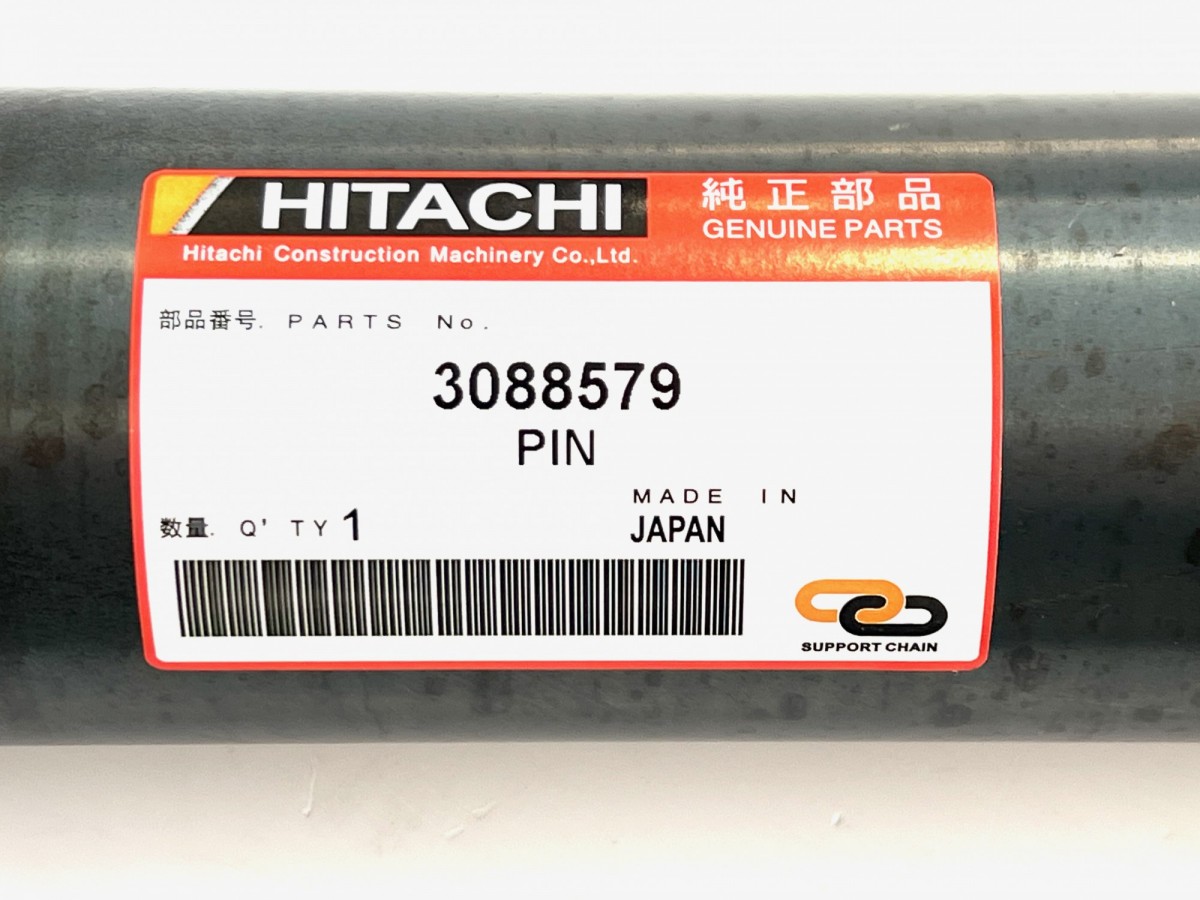 HITACHI
Hitachi Construction Machinery Co.,Ltd.
純正部品
GENUINE PARTS
部品番号. PARTS No.
3088579
PIN
MADE IN
JAPAN
数量. Q'TY 1
SUPPORT CHAIN